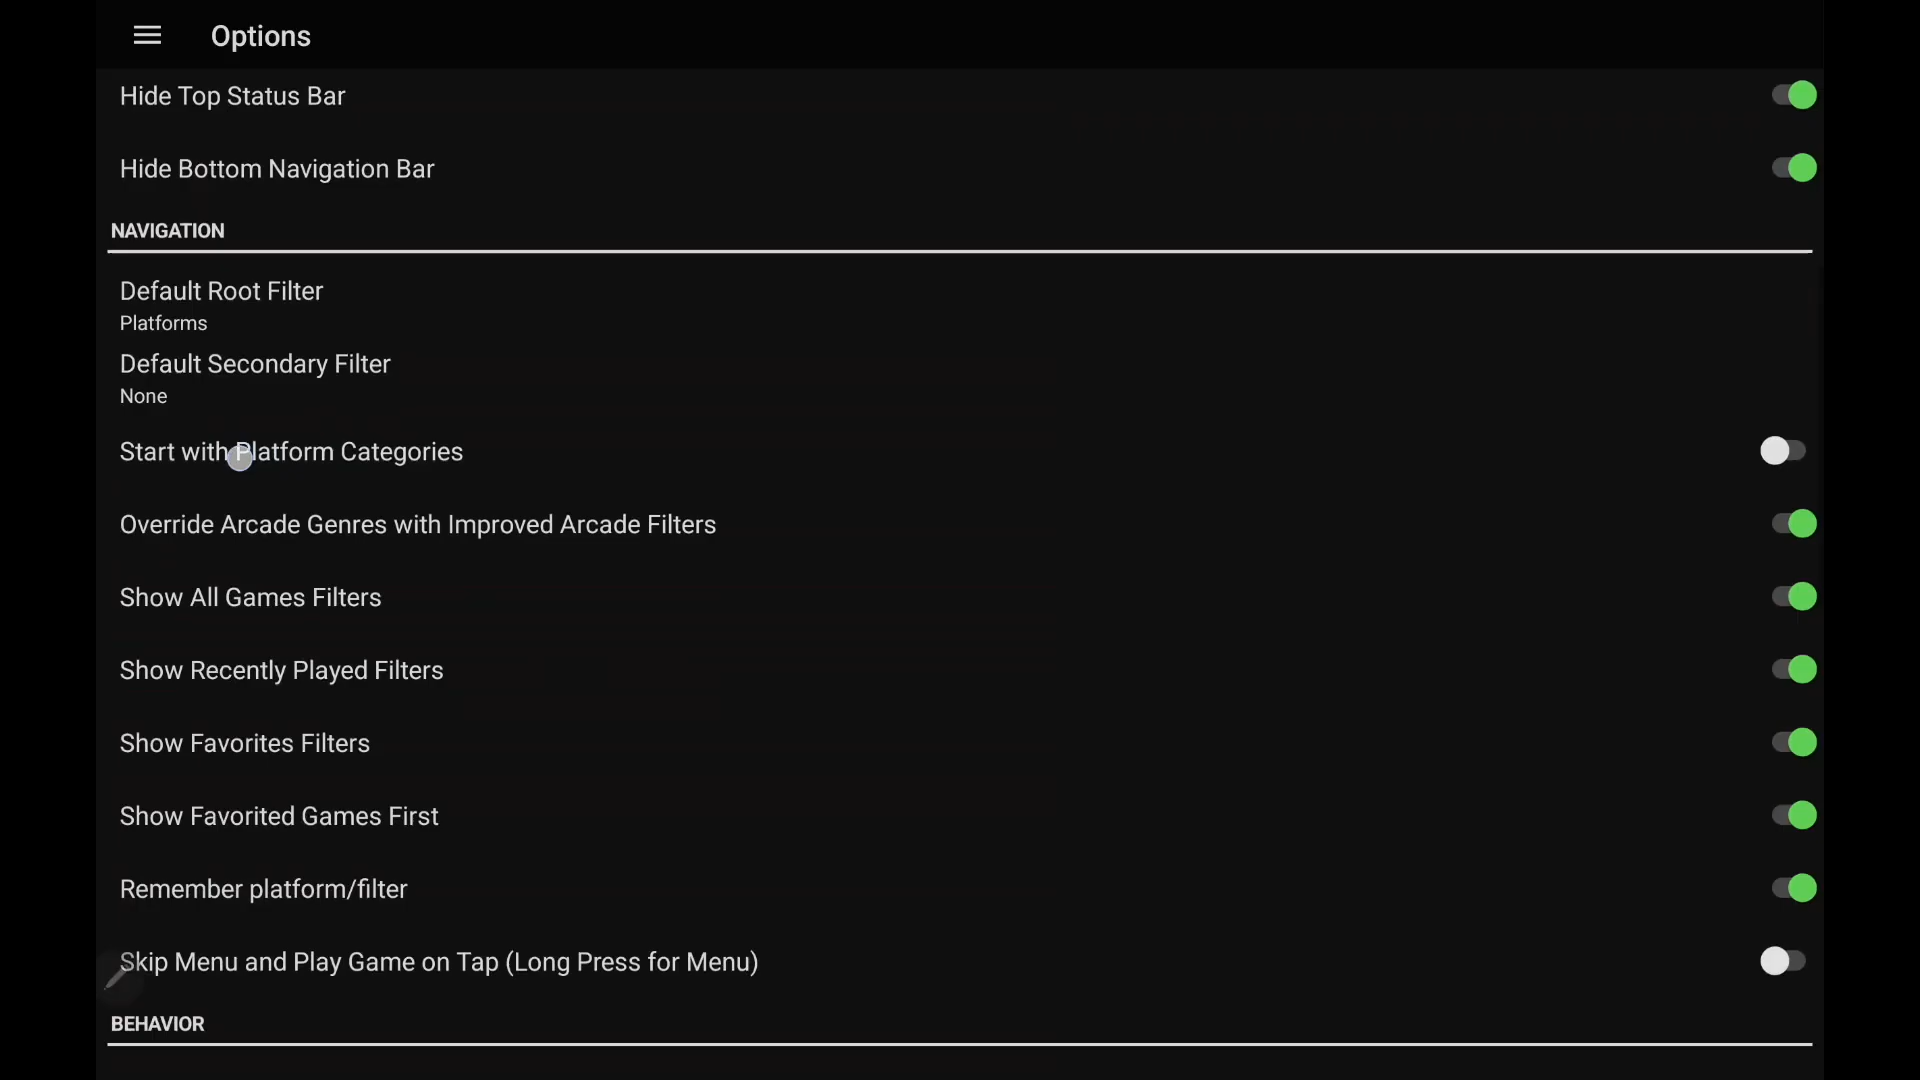 Options
Hide Top Status Bar
Hide Bottom Navigation Bar
NAVIGATION
Default Root Filter
Platforms
Default Secondary Filter
None
Start with Platform Categories
Override Arcade Genres with Improved Arcade Filters
Show All Games Filters
Show Recently Played Filters
Show Favorites Filters
Show Favorited Games First
Remember platform/filter
Skip Menu and Play Game on Tap (Long Press for Menu)
BEHAVIOR